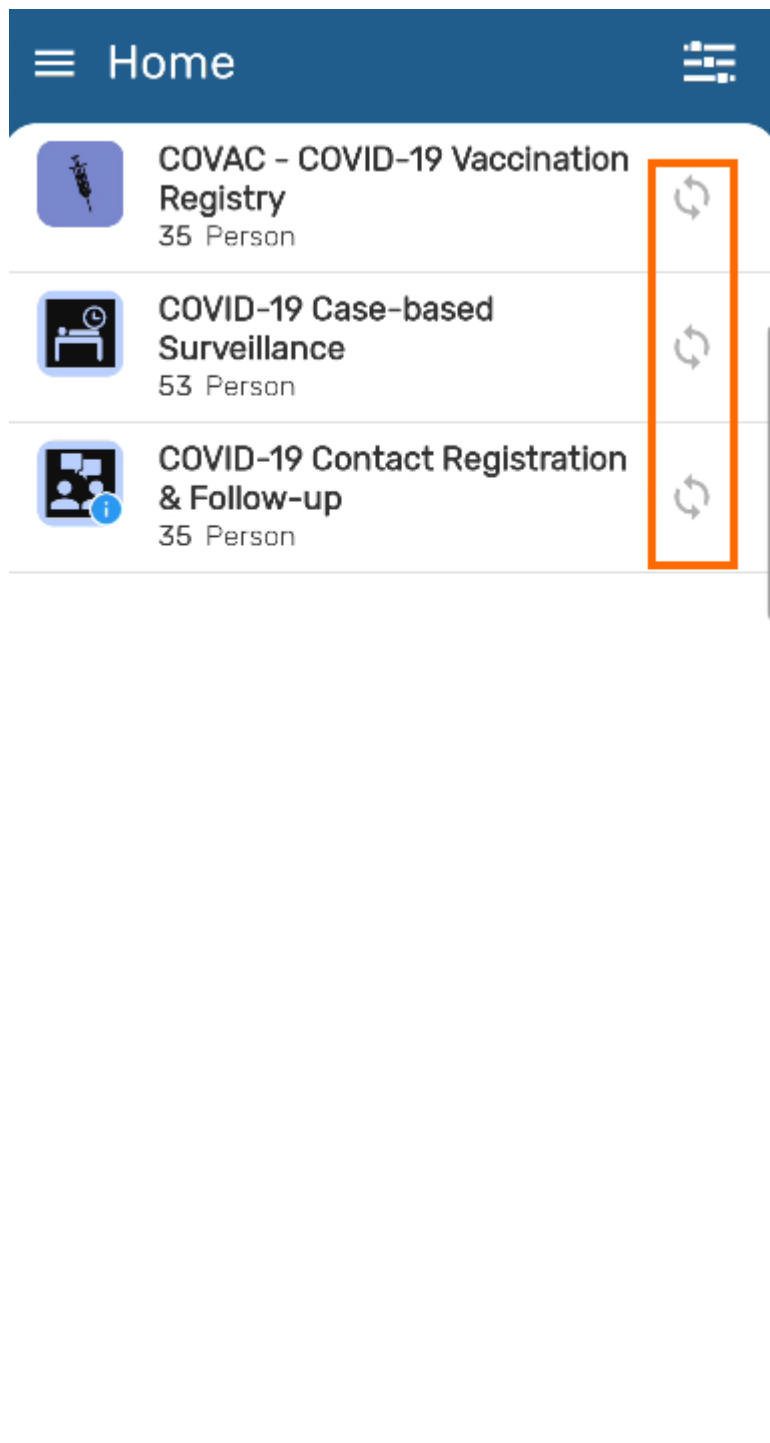 Home
COVAC - COVID-19 Vaccination
Registry
35 Person
COVID-19 Case-based
Surveillance
53 Person
COVID-19 Contact Registration
& Follow-up
35 Person
i